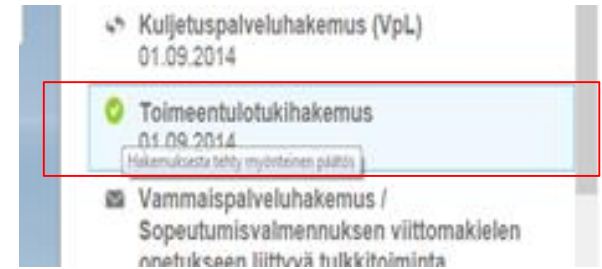 Kuljetuspalveluhakemus (VpL)
01.09.2014
Toimeentulotukihakemus
01.09.2014
Hakemuksesta tehty myönteinen päätös
Vammaispalveluhakemus /
Sopeutumisvalmennuksen viittomakielen
opetukseen liittyvä tulkkitoiminta